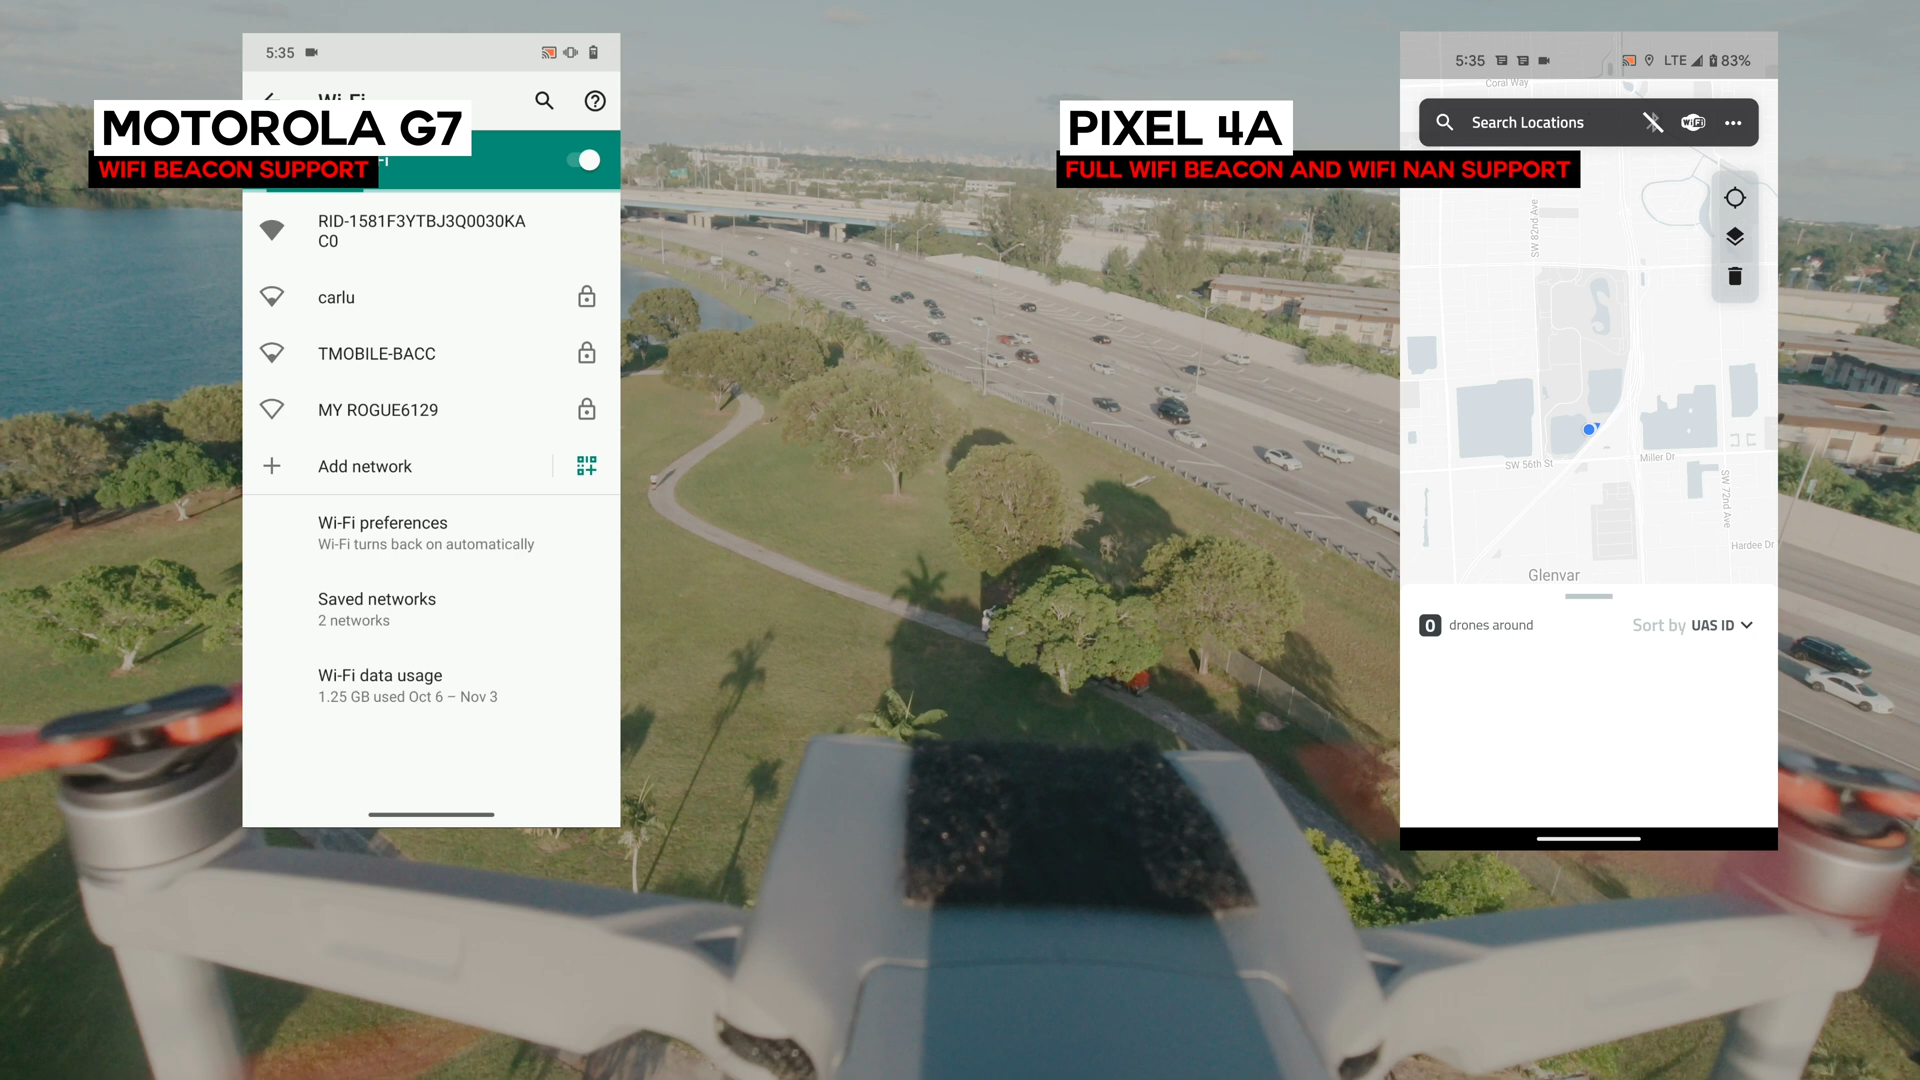 5:35
Wi-Fi
MOTOROLA G7
WIFI BEACON SUPPORT
RID-1581F3YTBJ3Q0030KA
C0
carlu
TMOBILE-BACC
MY ROGUE6129
Add network
Wi-Fi preferences
Wi-Fi turns back on automatically
Saved networks
2 networks
Wi-Fi data usage
1.25 GB used Oct 6 – Nov 3
5:35
LTE
83%
Coral Way
Search Locations
WiFi
PIXEL 4A
FULL WIFI BEACON AND WIFI NAN SUPPORT
SW 82nd Ave
SW 56th St
Miller Dr
SW 72nd Ave
Hardee Dr
Glenvar
0 drones around
Sort by UAS ID